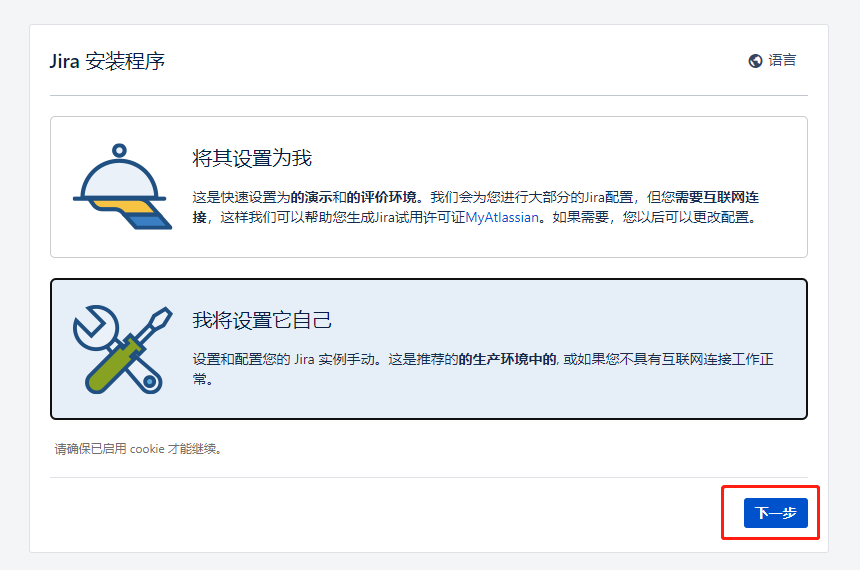 Jira 安装程序
语言
将其设置为我
这是快速设置为的演示和的评价环境。我们会为您进行大部分的Jira配置，但您需要互联网连
接，这样我们可以帮助您生成Jira试用许可证MyAtlassian。如果需要，您以后可以更改配置。
我将设置它自己
设置和配置您的 Jira 实例手动。这是推荐的的生产环境中的, 或如果您不具有互联网连接工作正
常。
请确保已启用 cookie 才能继续。
下一步